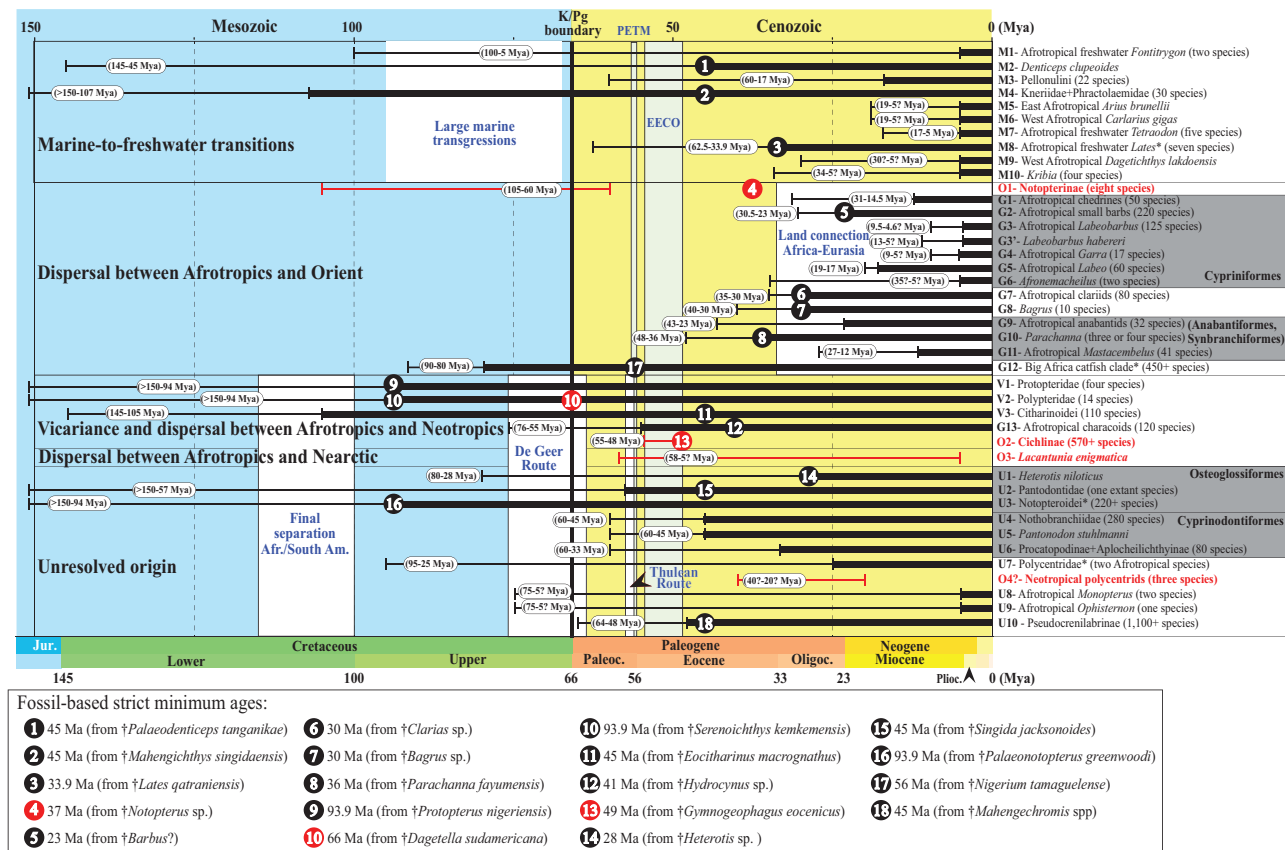 150 Mesozoic 100 K/Pg boundary PETM 50 Cenozoic 0 (Mya)
(100-5 Mya) M1- Afrotropical freshwater Fontitrygon (two species)
(145-45 Mya) 1 M2- Denticeps clupeoides
(60-17 Mya) M3- Pellonulini (22 species)
(>150-107 Mya) 2 M4- Kneriidae+Phractolaemidae (30 species)
(19-5? Mya) M5- East Afrotropical Arius brunellii
(19-5? Mya) M6- West Afrotropical Carlarius gigas
Large marine transgressions
EECO
(17-5 Mya) M7- Afrotropical freshwater Tetraodon (five species)
Marine-to-freshwater transitions
(62.5-33.9 Mya) 3 M8- Afrotropical freshwater Lates* (seven species)
(30?-5? Mya) M9- West Afrotropical Dagetichthys lakdoensis
(34-5? Mya) M10- Kribia (four species)
(105-60 Mya) 4 O1- Notopterinae (eight species)
(31-14.5 Mya) G1- Afrotropical chedrines (50 species)
(30.5-23 Mya) 5 G2- Afrotropical small barbs (220 species)
(9.5-4.6? Mya) G3- Afrotropical Labeobarbus (125 species)
Land connection Africa-Eurasia
(13-5? Mya) G3'- Labeobarbus habereri
(9-5? Mya) G4- Afrotropical Garra (17 species)
Dispersal between Afrotropics and Orient
(19-17 Mya) G5- Afrotropical Labeo (60 species)
Cypriniformes
(35?-5? Mya) G6- Afronemacheilus (two species)
(35-30 Mya) 6 G7- Afrotropical clariids (80 species)
(40-30 Mya) 7 G8- Bagrus (10 species)
(43-23 Mya) G9- Afrotropical anabantids (32 species) (Anabantiformes,
(48-36 Mya) 8 G10- Parachanna (three or four species) Synbranchiformes)
(27-12 Mya) G11- Afrotropical Mastacembelus (41 species)
(90-80 Mya) 17 G12- Big Africa catfish clade* (450+ species)
(>150-94 Mya) 9 V1- Protopteridae (four species)
(>150-94 Mya) 10 10 V2- Polypteridae (14 species)
(145-105 Mya) 11 V3- Citharinoidei (110 species)
Vicariance and dispersal between Afrotropics and Neotropics
(76-55 Mya) 12 G13- Afrotropical characoids (120 species)
(55-48 Mya) 13 O2- Cichlinae (570+ species)
Dispersal between Afrotropics and Nearctic
De Geer Route
(58-5? Mya) O3- Lacantunia enigmatica
(80-28 Mya) 14 U1- Heterotis niloticus Osteoglossiformes
(>150-57 Mya) 15 U2- Pantodontidae (one extant species)
(>150-94 Mya) 16 U3- Notopteroidei* (220+ species)
Final separation Afr./South Am.
(60-45 Mya) U4- Nothobranchiidae (280 species) Cyprinodontiformes
(60-45 Mya) U5- Pantonodon stuhlmanni
(60-33 Mya) U6- Procatopodinae+Aplocheilichthyinae (80 species)
Unresolved origin
(95-25 Mya) U7- Polycentridae* (two Afrotropical species)
Thulean Route
(40?-20? Mya) O4?- Neotropical polycentrids (three species)
(75-5? Mya) U8- Afrotropical Monopterus (two species)
(75-5? Mya) U9- Afrotropical Ophisternon (one species)
(64-48 Mya) 18 U10 - Pseudocrenilabrinae (1,100+ species)
Jur. Cretaceous Paleogene Neogene
Lower Upper Paleoc. Eocene Oligoc. Miocene
145 100 66 56 33 23 Plioc. 0 (Mya)
Fossil-based strict minimum ages:
1 45 Ma (from †Palaeodenticeps tanganikae)
2 45 Ma (from †Mahengichthys singidaensis)
3 33.9 Ma (from †Lates qatraniensis)
4 37 Ma (from †Notopterus sp.)
5 23 Ma (from †Barbus?)
6 30 Ma (from †Clarias sp.)
7 30 Ma (from †Bagrus sp.)
8 36 Ma (from †Parachanna fayumensis)
9 93.9 Ma (from †Protopterus nigeriensis)
10 66 Ma (from †Dagetella sudamericana)
10 93.9 Ma (from †Serenoichthys kemkemensis)
11 45 Ma (from †Eocitharinus macrognathus)
12 41 Ma (from †Hydrocynus sp.)
13 49 Ma (from †Gymnogeophagus eocenicus)
14 28 Ma (from †Heterotis sp. )
15 45 Ma (from †Singida jacksonoides)
16 93.9 Ma (from †Palaeonotopterus greenwoodi)
17 56 Ma (from †Nigerium tamaguelense)
18 45 Ma (from †Mahengechromis spp)